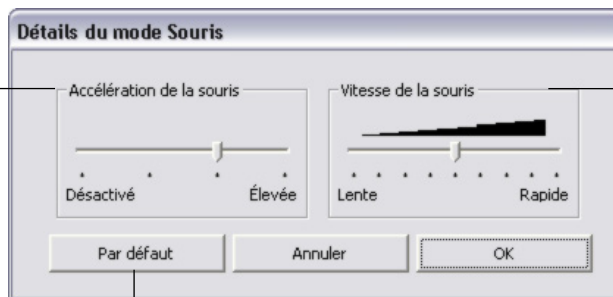 Détails du mode Souris
Accélération de la souris
Vitesse de la souris
Désactivé Élevée
Lente Rapide
Par défaut Annuler OK